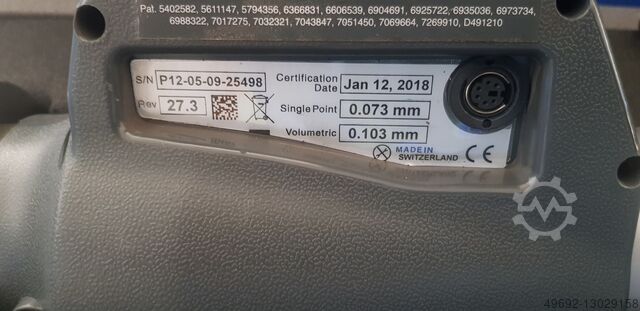 Pat. 5402582, 5611147, 5794356, 6366831, 6606539, 6904691, 6925722, 6935036, 6973734,
6988322, 7017275, 7032321, 7043847, 7051450, 7069664, 7269910, D491210
S/N P12-05-09-25498 Certification Date Jan 12, 2018
Rev 27.3 Single Point 0.073 mm
Volumetric 0.103 mm
MADE IN
SWITZERLAND CE
49692-13029158